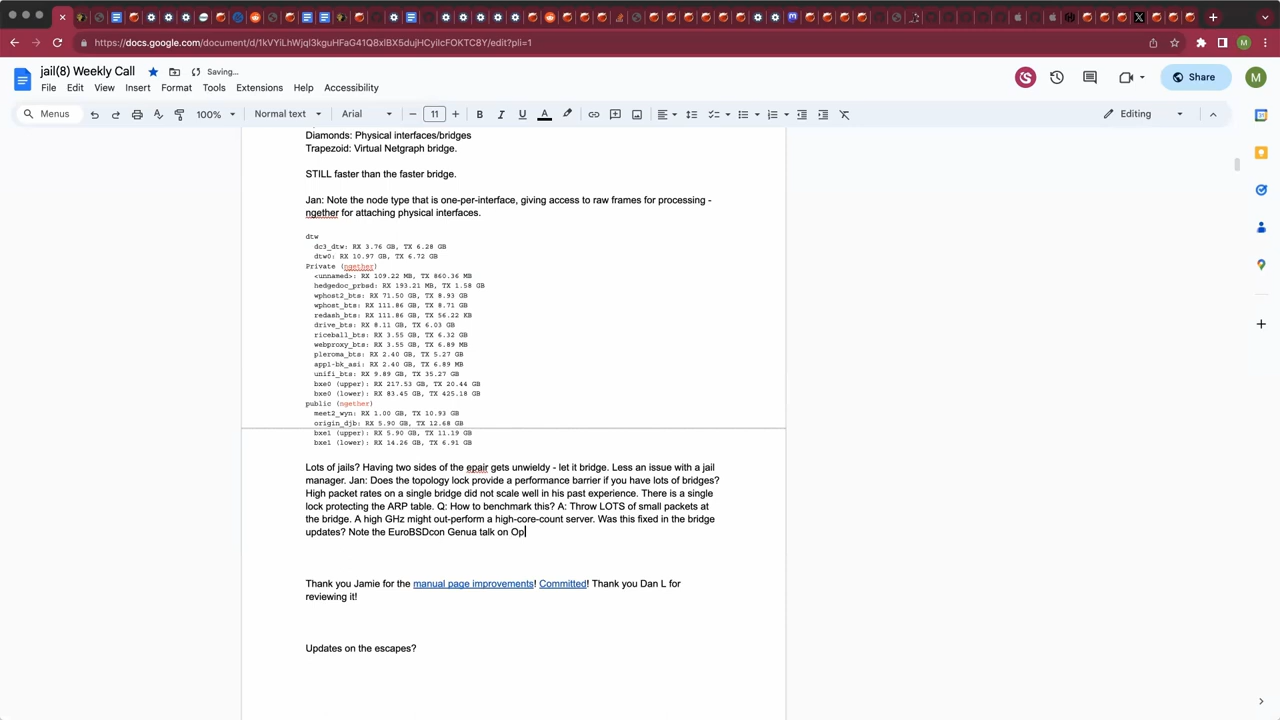 https://docs.google.com/document/d/1kVYiLhWjql3kguHFaG41Q8xlBX5dujHCyilcFOKTC8Y/edit?pli=1
jail(8) Weekly Call
Saving…
File Edit View Insert Format Tools Extensions Help Accessibility
Share
M
M
Menus
100%
Normal text
Arial
11
Editing
Diamonds: Physical interfaces/bridges
Trapezoid: Virtual Netgraph bridge.
STILL faster than the faster bridge.
Jan: Note the node type that is one-per-interface, giving access to raw frames for processing -
ngether for attaching physical interfaces.
dtw
dc3_dtw: RX 3.76 GB, TX 6.28 GB
dtw0: RX 10.97 GB, TX 6.72 GB
Private (ngether)
<unnamed>: RX 109.22 MB, TX 860.36 MB
hedgedoc_prbsd: RX 193.21 MB, TX 1.58 GB
wphost2_bts: RX 71.50 GB, TX 8.93 GB
wphost_bts: RX 111.86 GB, TX 8.71 GB
redash_bts: RX 111.86 GB, TX 56.22 KB
drive_bts: RX 8.11 GB, TX 6.03 GB
riceball_bts: RX 3.55 GB, TX 6.32 GB
webproxy_bts: RX 3.55 GB, TX 6.89 MB
pleroma_bts: RX 2.40 GB, TX 5.27 GB
app1-bk_asi: RX 2.40 GB, TX 6.89 MB
unifi_bts: RX 9.89 GB, TX 35.27 GB
bxe0 (upper): RX 217.53 GB, TX 20.44 GB
bxe0 (lower): RX 83.45 GB, TX 425.18 GB
public (ngether)
meet2_wyn: RX 1.00 GB, TX 10.93 GB
origin_djb: RX 5.90 GB, TX 12.68 GB
bxe1 (upper): RX 5.90 GB, TX 11.19 GB
bxe1 (lower): RX 14.26 GB, TX 6.91 GB
Lots of jails? Having two sides of the epair gets unwieldy - let it bridge. Less an issue with a jail
manager. Jan: Does the topology lock provide a performance barrier if you have lots of bridges?
High packet rates on a single bridge did not scale well in his past experience. There is a single
lock protecting the ARP table. Q: How to benchmark this? A: Throw LOTS of small packets at
the bridge. A high GHz might out-perform a high-core-count server. Was this fixed in the bridge
updates? Note the EuroBSDcon Genua talk on Op
Thank you Jamie for the manual page improvements! Committed! Thank you Dan L for
reviewing it!
Updates on the escapes?